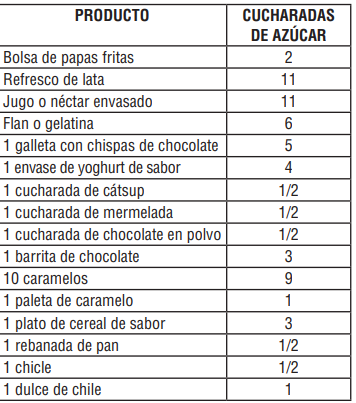 PRODUCTO CUCHARADAS
DE AZÚCAR
Bolsa de papas fritas 2
Refresco de lata 11
Jugo o néctar envasado 11
Flan o gelatina 6
1 galleta con chispas de chocolate 5
1 envase de yoghurt de sabor 4
1 cucharada de cátsup 1/2
1 cucharada de mermelada 1/2
1 cucharada de chocolate en polvo 1/2
1 barrita de chocolate 3
10 caramelos 9
1 paleta de caramelo 1
1 plato de cereal de sabor 3
1 rebanada de pan 1/2
1 chicle 1/2
1 dulce de chile 1